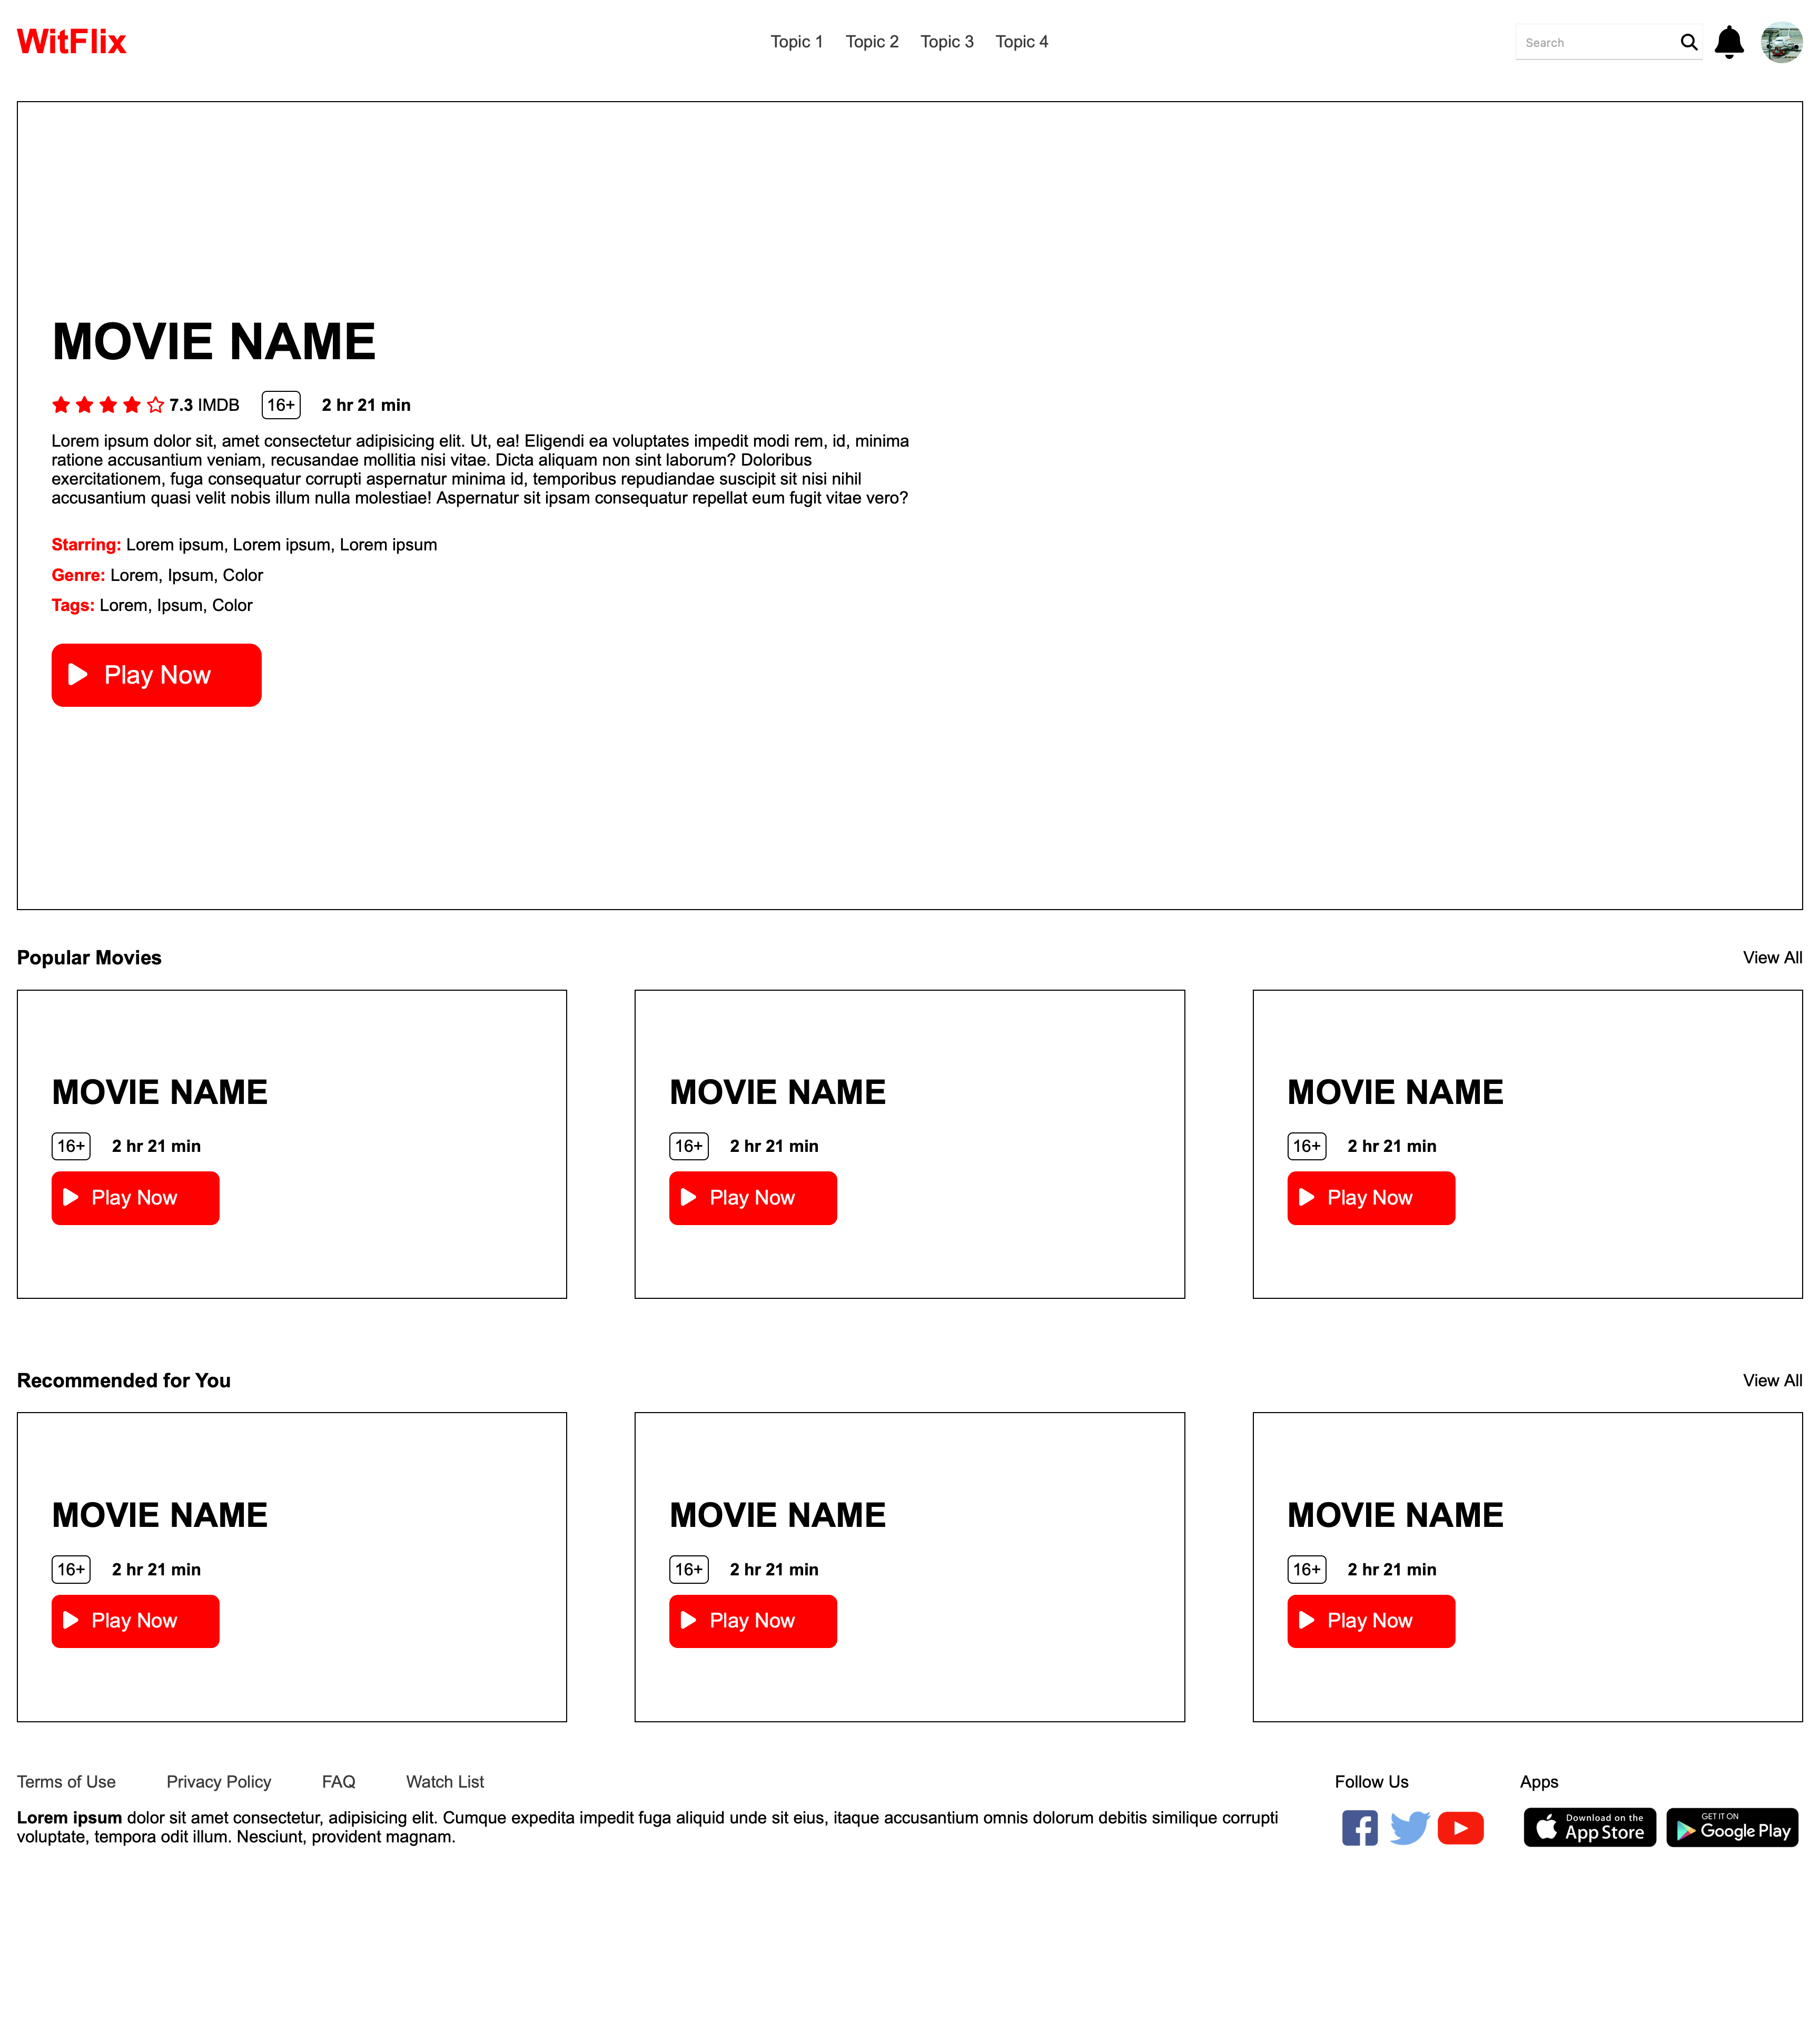 WitFlix
Topic 1 Topic 2 Topic 3 Topic 4
Search
MOVIE NAME
7.3 IMDB 16+ 2 hr 21 min
Lorem ipsum dolor sit, amet consectetur adipisicing elit. Ut, ea! Eligendi ea voluptates impedit modi rem, id, minima
ratione accusantium veniam, recusandae mollitia nisi vitae. Dicta aliquam non sint laborum? Doloribus
exercitationem, fuga consequatur corrupti aspernatur minima id, temporibus repudiandae suscipit sit nisi nihil
accusantium quasi velit nobis illum nulla molestiae! Aspernatur sit ipsam consequatur repellat eum fugit vitae vero?
Starring: Lorem ipsum, Lorem ipsum, Lorem ipsum
Genre: Lorem, Ipsum, Color
Tags: Lorem, Ipsum, Color
Play Now
Popular Movies
View All
MOVIE NAME
16+ 2 hr 21 min
Play Now
MOVIE NAME
16+ 2 hr 21 min
Play Now
MOVIE NAME
16+ 2 hr 21 min
Play Now
Recommended for You
View All
MOVIE NAME
16+ 2 hr 21 min
Play Now
MOVIE NAME
16+ 2 hr 21 min
Play Now
MOVIE NAME
16+ 2 hr 21 min
Play Now
Terms of Use Privacy Policy FAQ Watch List
Lorem ipsum dolor sit amet consectetur, adipisicing elit. Cumque expedita impedit fuga aliquid unde sit eius, itaque accusantium omnis dolorum debitis similique corrupti
voluptate, tempora odit illum. Nesciunt, provident magnam.
Follow Us
Apps
Download on the
App Store
GET IT ON
Google Play